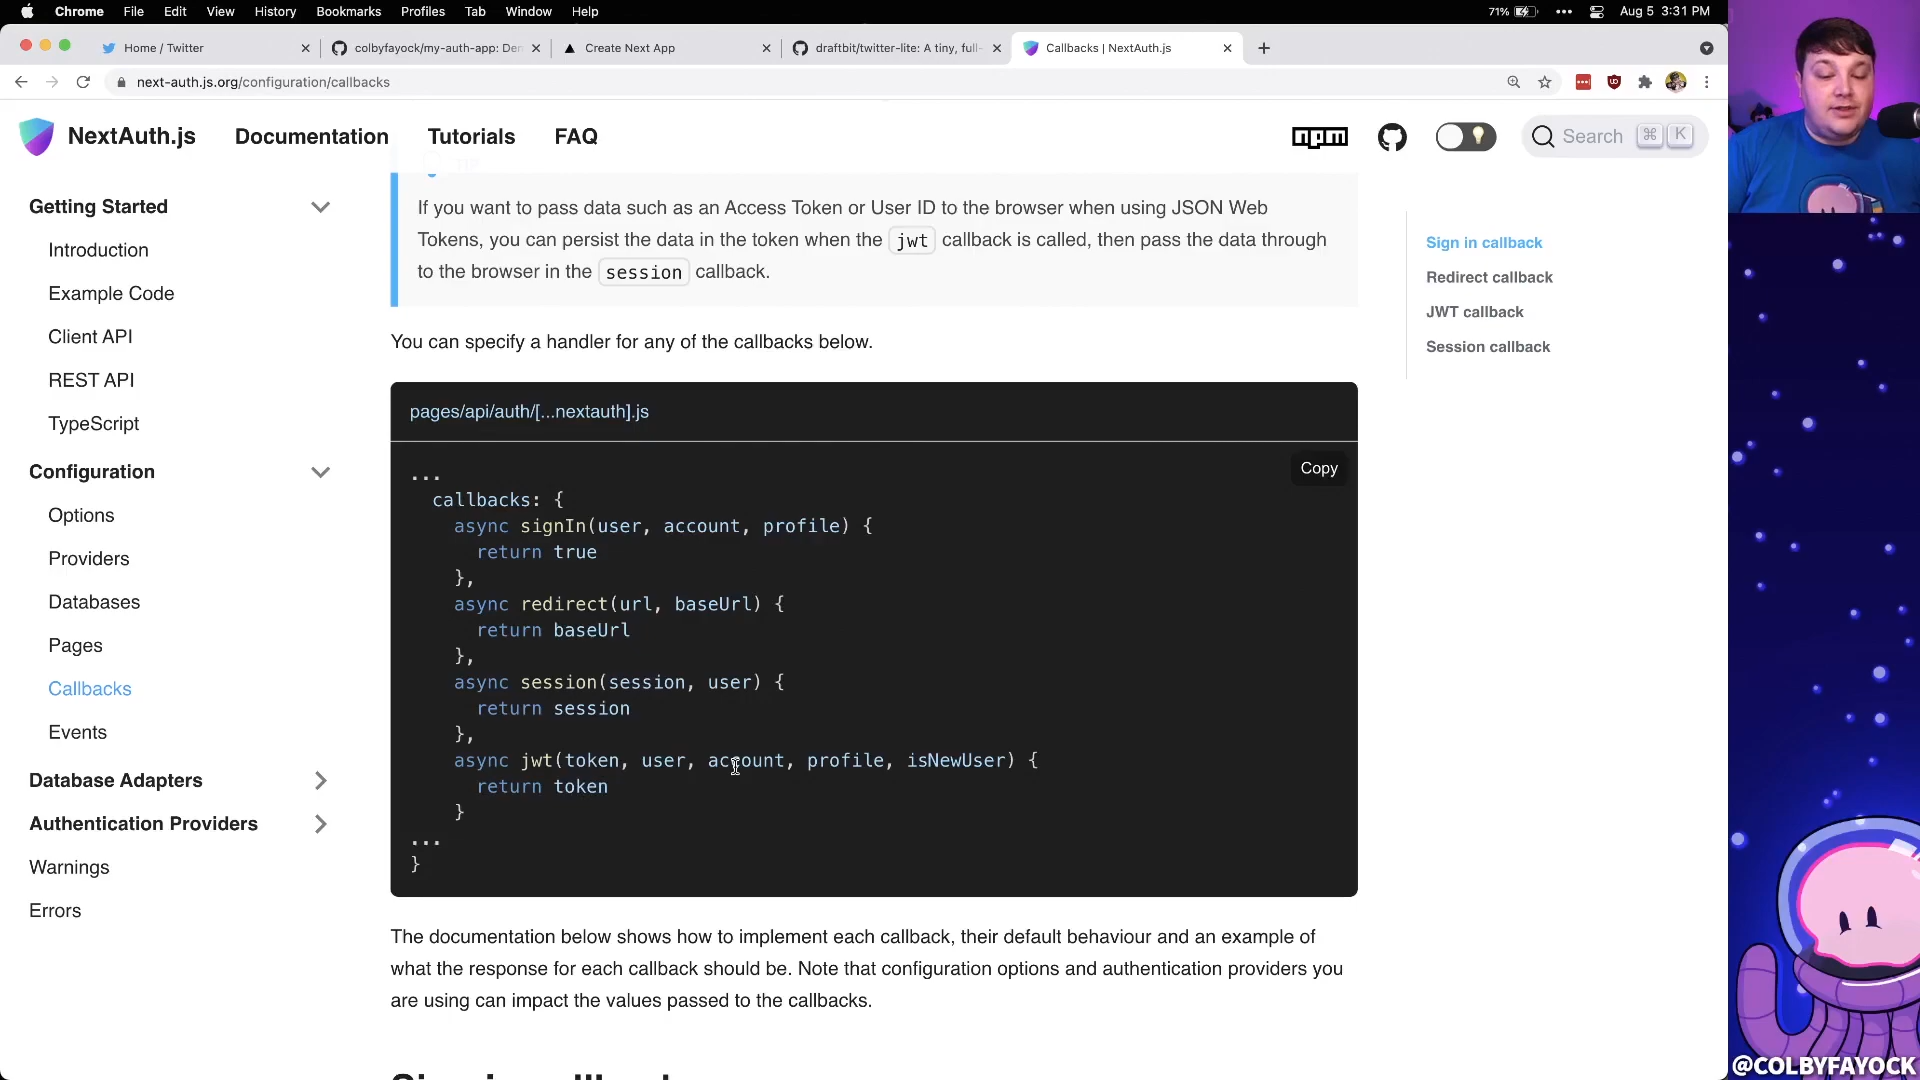 Chrome File Edit View History Bookmarks Profiles Tab Window Help
71% Aug 5 3:31 PM
Home / Twitter
colbyfayock/my-auth-app: Den
Create Next App
draftbit/twitter-lite: A tiny, full-
Callbacks | NextAuth.js
next-auth.js.org/configuration/callbacks
NextAuth.js Documentation Tutorials FAQ
npm
Search ⌘ K
Getting Started
Introduction
Example Code
Client API
REST API
TypeScript
Configuration
Options
Providers
Databases
Pages
Callbacks
Events
Database Adapters
Authentication Providers
Warnings
Errors
If you want to pass data such as an Access Token or User ID to the browser when using JSON Web
Tokens, you can persist the data in the token when the jwt callback is called, then pass the data through
to the browser in the session callback.
You can specify a handler for any of the callbacks below.
pages/api/auth/[...nextauth].js
Copy
...
callbacks: {
async signIn(user, account, profile) {
return true
},
async redirect(url, baseUrl) {
return baseUrl
},
async session(session, user) {
return session
},
async jwt(token, user, account, profile, isNewUser) {
return token
}
...
}
The documentation below shows how to implement each callback, their default behaviour and an example of
what the response for each callback should be. Note that configuration options and authentication providers you
are using can impact the values passed to the callbacks.
Sign in callback
Redirect callback
JWT callback
Session callback
@COLBYFAYOCK